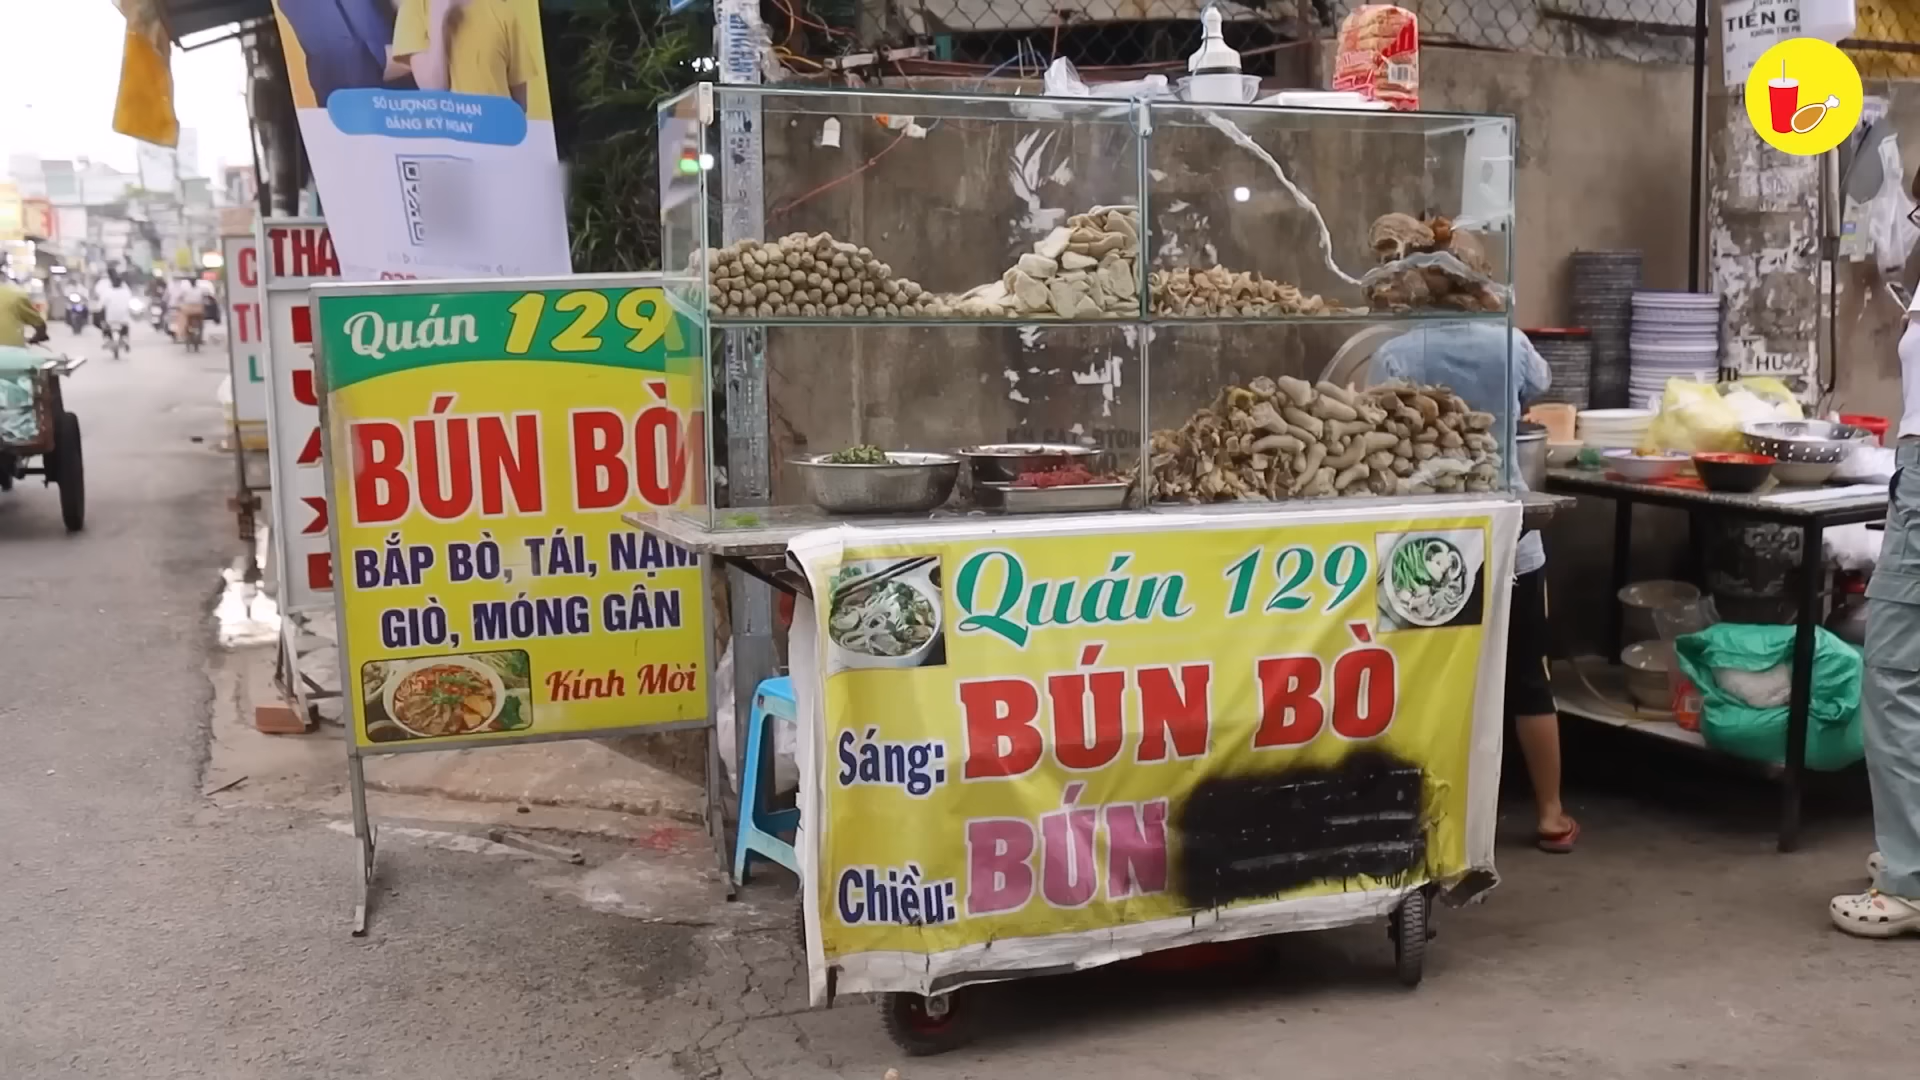 SỐ LƯỢNG CÓ HẠN
ĐĂNG KÝ NGAY
Quán 129
BÚN BÒ
BẮP BÒ, TÁI, NẠM
GIÒ, MÓNG GÂN
Kính Mời
Quán 129
Sáng: BÚN BÒ
Chiều: BÚN